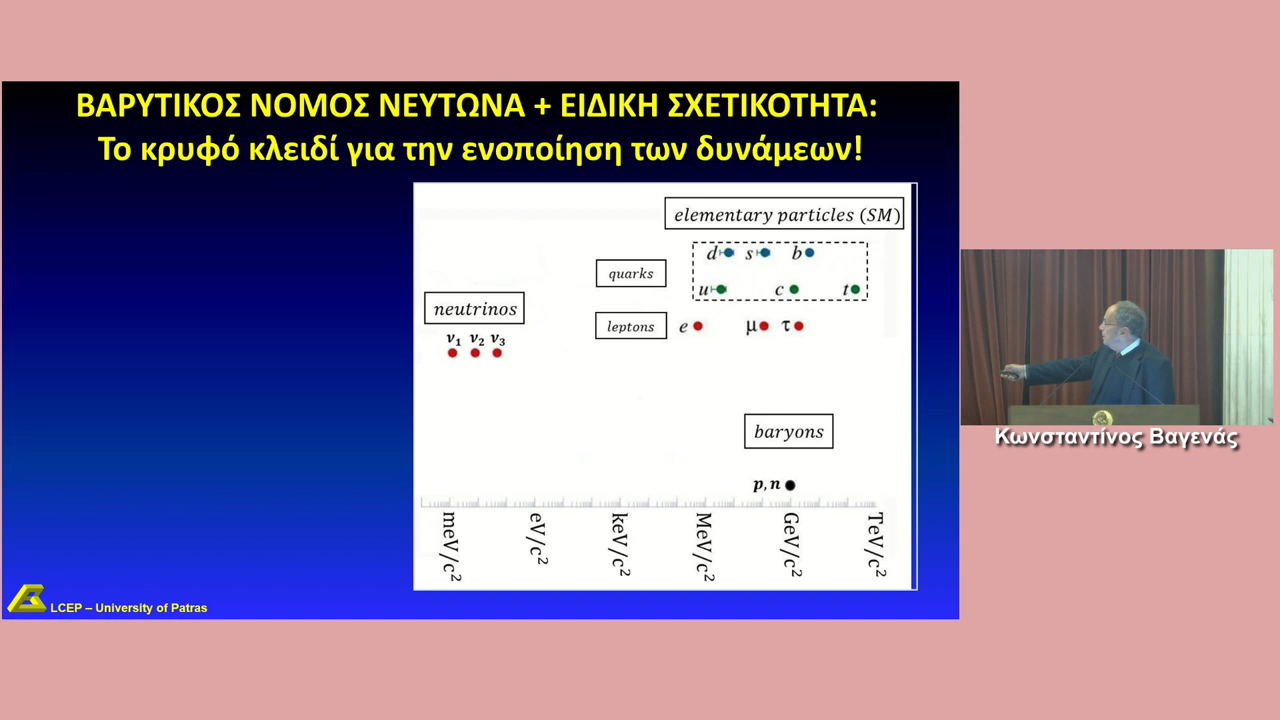 ΒΑΡΥΤΙΚΟΣ ΝΟΜΟΣ ΝΕΥΤΩΝΑ + ΕΙΔΙΚΗ ΣΧΕΤΙΚΟΤΗΤΑ:
Το κρυφό κλειδί για την ενοποίηση των δυνάμεων!
elementary particles (SM)
d s b
quarks
u c t
neutrinos
leptons
e μ τ
ν₁ ν₂ ν₃
baryons
p, n
meV/c²
eV/c²
keV/c²
MeV/c²
GeV/c²
TeV/c²
LCEP – University of Patras
Κωνσταντίνος Βαγενάς